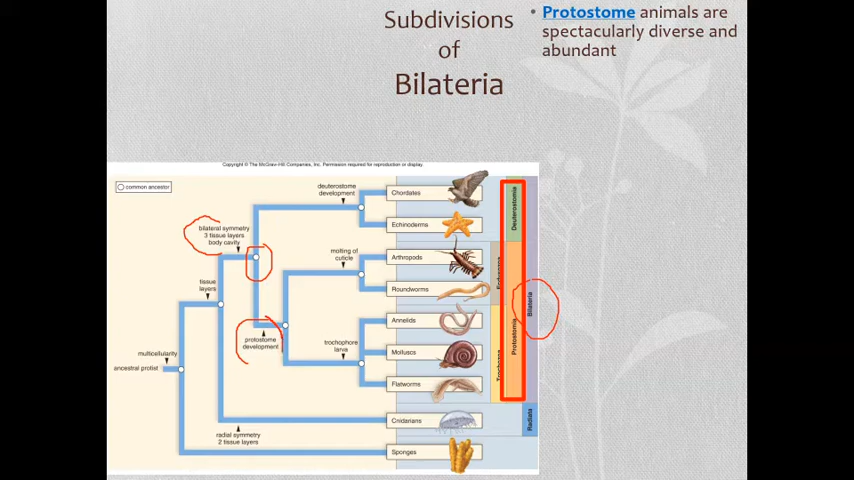 Subdivisions
of
Bilateria
• Protostome animals are
spectacularly diverse and
abundant
Copyright © The McGraw-Hill Companies, Inc. Permission required for reproduction or display.
common ancestor
deuterostome
development
Chordates
Echinoderms
bilateral symmetry
3 tissue layers
body cavity
molting of
cuticle
Arthropods
Roundworms
tissue
layers
Annelids
protostome
development
trochophore
larva
Molluscs
multicellularity
ancestral protist
Flatworms
Cnidarians
radial symmetry
2 tissue layers
Sponges
Deuterostomia
Protostomia
Bilateria
Radiata